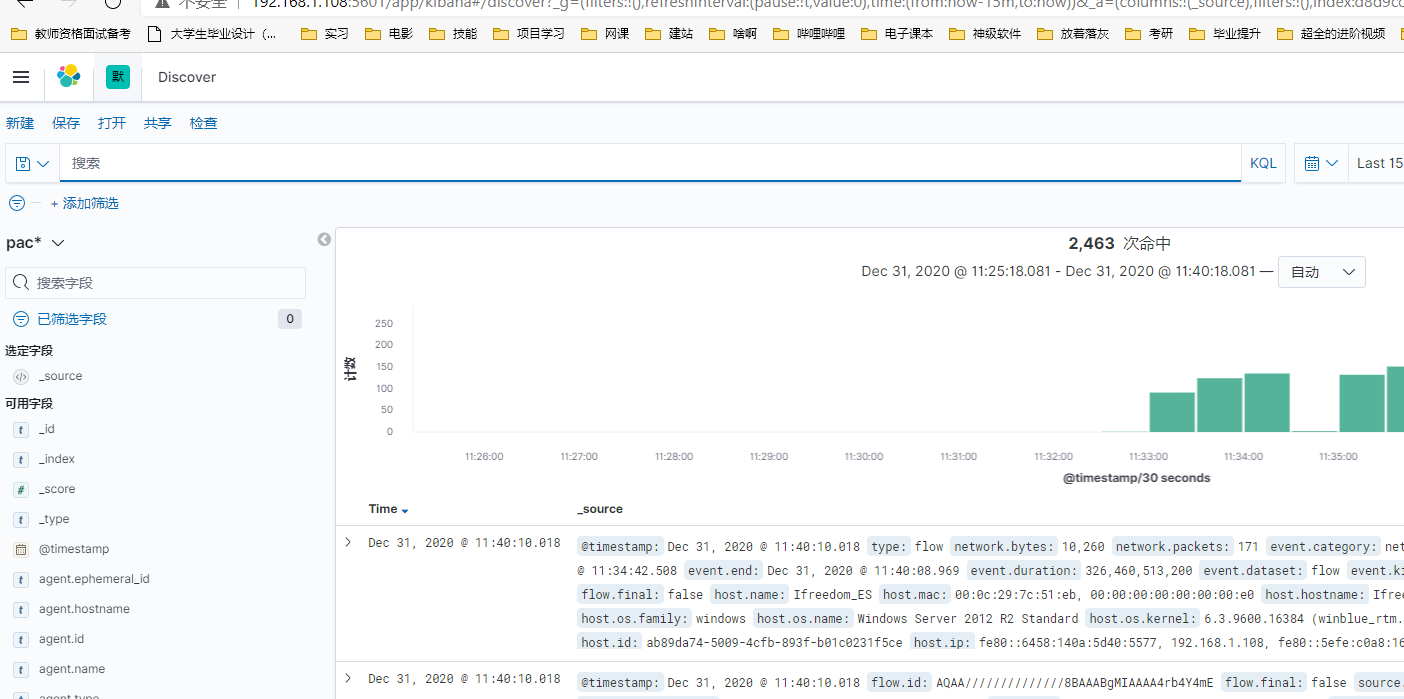 不安全 192.168.1.108:5601/app/kibana#/discover?_g=(filters:!(),refreshInterval:(pause:!t,value:0),time:(from:now-15m,to:now))&_a=(columns:!(_source),filters:!(),index:d8d9cc
教师资格面试备考 大学生毕业设计（... 实习 电影 技能 项目学习 网课 建站 啥啊 哔哩哔哩 电子课本 神级软件 放着落灰 考研 毕业提升 超全的进阶视频
默 Discover
新建 保存 打开 共享 检查
搜索 KQL Last 15
+ 添加筛选
pac*
2,463 次命中
Dec 31, 2020 @ 11:25:18.081 - Dec 31, 2020 @ 11:40:18.081 — 自动
搜索字段
已筛选字段 0
选定字段
_source
可用字段
_id
_index
_score
_type
@timestamp
agent.ephemeral_id
agent.hostname
agent.id
agent.name
agent.type
计数
250
200
150
100
50
0
11:26:00 11:27:00 11:28:00 11:29:00 11:30:00 11:31:00 11:32:00 11:33:00 11:34:00 11:35:00
@timestamp/30 seconds
Time _source
Dec 31, 2020 @ 11:40:10.018 @timestamp: Dec 31, 2020 @ 11:40:10.018 type: flow network.bytes: 10,260 network.packets: 171 event.category: net
@ 11:34:42.508 event.end: Dec 31, 2020 @ 11:40:08.969 event.duration: 326,460,513,200 event.dataset: flow event.ki
flow.final: false host.name: Ifreedom_ES host.mac: 00:0c:29:7c:51:eb, 00:00:00:00:00:00:00:e0 host.hostname: Ifree
host.os.family: windows host.os.name: Windows Server 2012 R2 Standard host.os.kernel: 6.3.9600.16384 (winblue_rtm.
host.id: ab89da74-5009-4cfb-893f-b01c0231f5ce host.ip: fe80::6458:140a:5d40:5577, 192.168.1.108, fe80::5efe:c0a8:16
Dec 31, 2020 @ 11:40:10.018 @timestamp: Dec 31, 2020 @ 11:40:10.018 flow.id: AQAA//////////////8BAAABgMIAAAA4rb4Y4mE flow.final: false source.